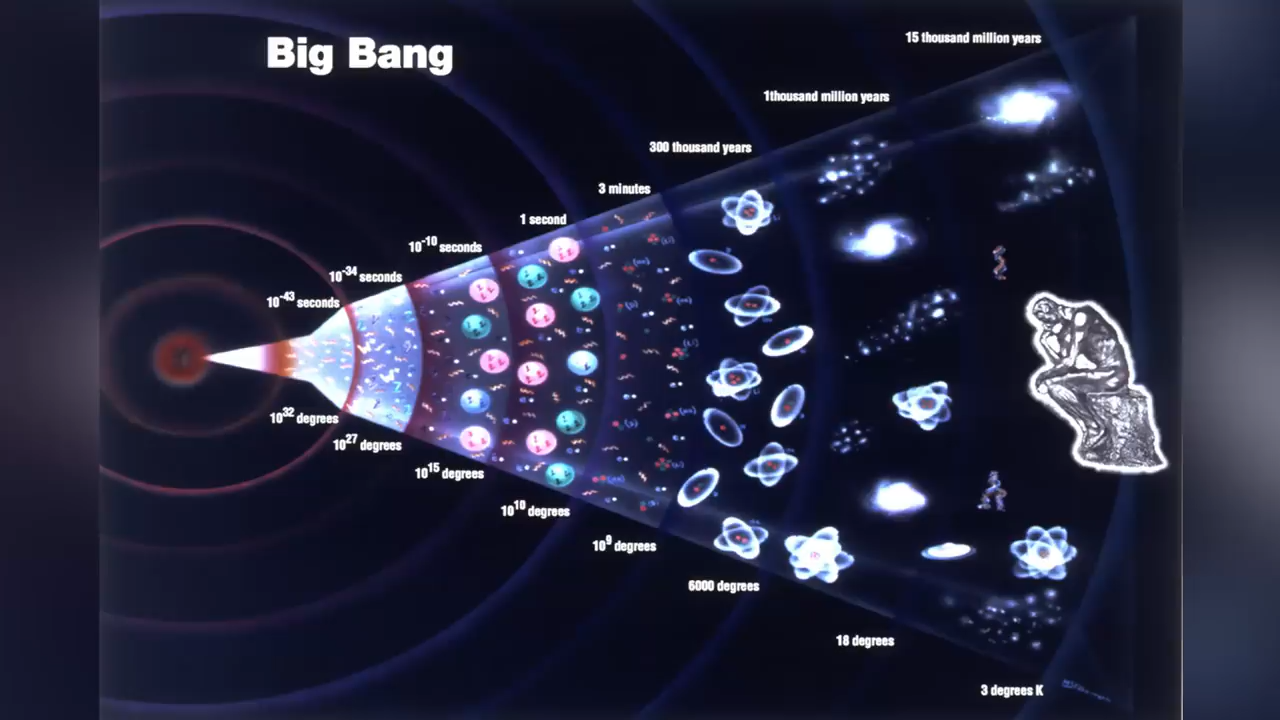 Big Bang
15 thousand million years
1thousand million years
300 thousand years
3 minutes
1 second
10⁻¹⁰ seconds
10⁻³⁴ seconds
10⁻⁴³ seconds
10³² degrees
10²⁷ degrees
10¹⁵ degrees
10¹⁰ degrees
10⁹ degrees
6000 degrees
18 degrees
3 degrees K